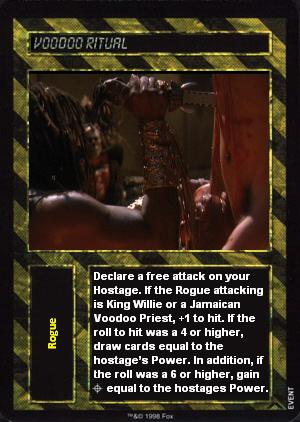 VOODOO RITUAL
Rogue
Declare a free attack on your
Hostage. If the Rogue attacking
is King Willie or a Jamaican
Voodoo Priest, +1 to hit. If the
roll to hit was a 4 or higher,
draw cards equal to the
hostage's Power. In addition, if
the roll was a 6 or higher, gain
⌖ equal to the hostages Power.
EVENT
™&© 1998 Fox